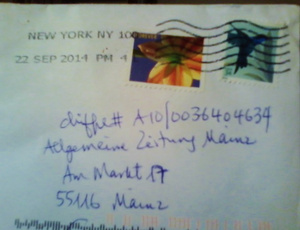 NEW YORK NY 100
22 SEP 2014 PM 4
A10/0036404634
Allgemeine Zeitung Mainz
Am Markt 17
55116 Mainz